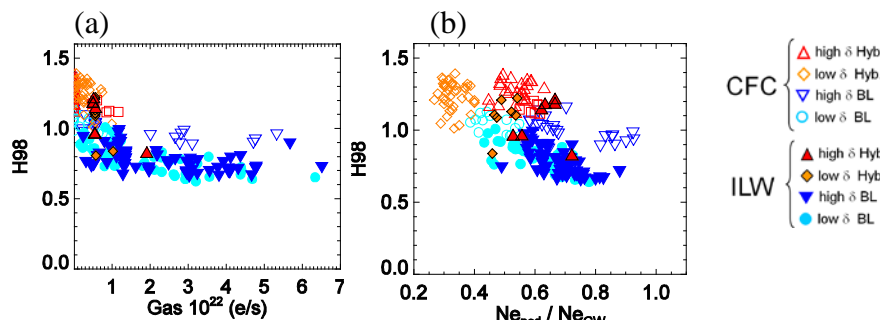 (a)
(b)
1.5
1.0
0.5
0.0
H98
0 1 2 3 4 5 6 7
Gas 10²² (e/s)
1.5
1.0
0.5
0.0
H98
0.2 0.4 0.6 0.8 1.0
CFC
high δ Hyb
low δ Hyb
high δ BL
low δ BL
ILW
high δ Hyb
low δ Hyb
high δ BL
low δ BL